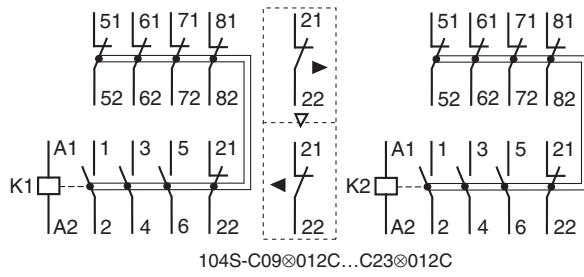 51 61 71 81 21 51 61 71 81
52 62 72 82 22 52 62 72 82
A1 1 3 5 21 21 A1 1 3 5 21
K1 K2
A2 2 4 6 22 22 A2 2 4 6 22
104S-C09⊗012C...C23⊗012C